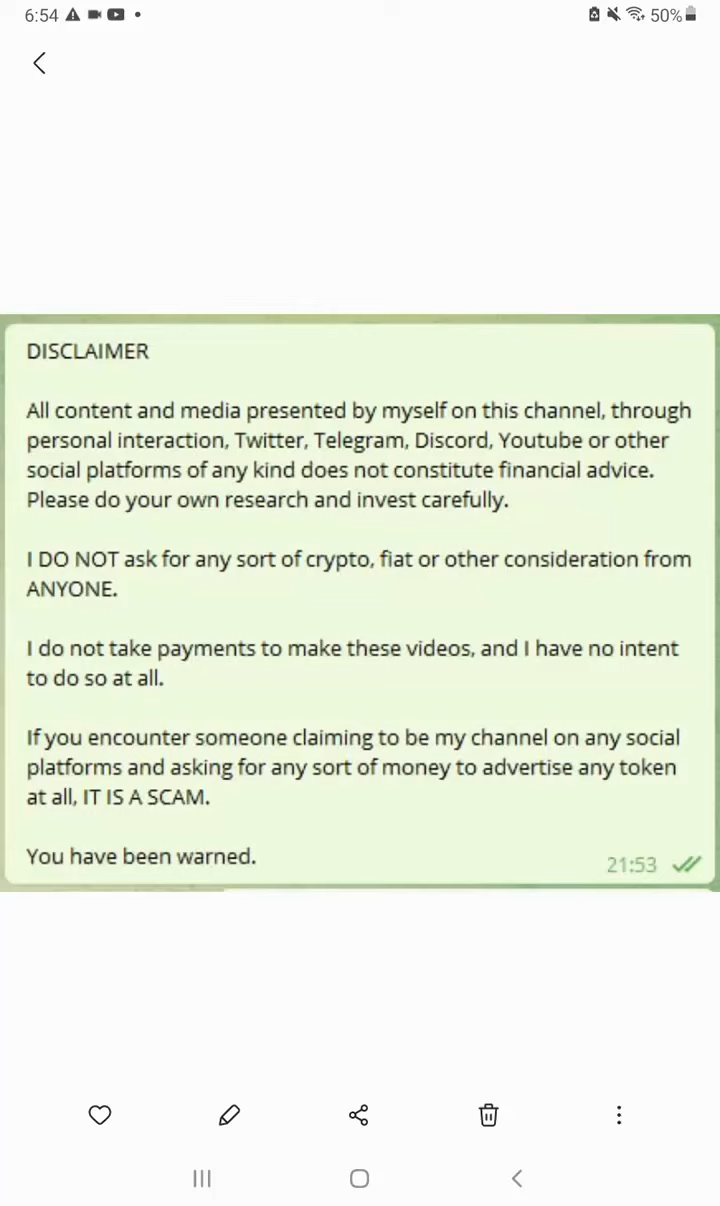 6:54
50%
DISCLAIMER
All content and media presented by myself on this channel, through
personal interaction, Twitter, Telegram, Discord, Youtube or other
social platforms of any kind does not constitute financial advice.
Please do your own research and invest carefully.
I DO NOT ask for any sort of crypto, fiat or other consideration from
ANYONE.
I do not take payments to make these videos, and I have no intent
to do so at all.
If you encounter someone claiming to be my channel on any social
platforms and asking for any sort of money to advertise any token
at all, IT IS A SCAM.
You have been warned.
21:53